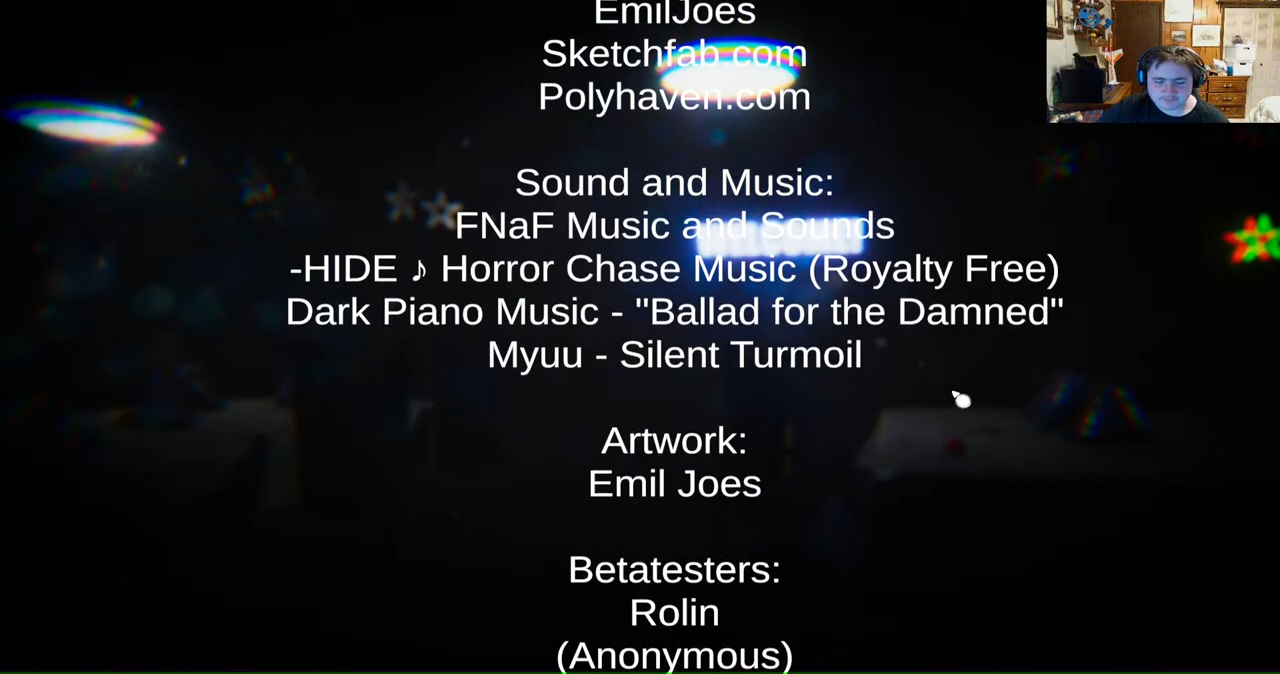 EmilJoes
Sketchfab.com
Polyhaven.com
Sound and Music:
FNaF Music and Sounds
-HIDE ♪ Horror Chase Music (Royalty Free)
Dark Piano Music - "Ballad for the Damned"
Myuu - Silent Turmoil
Artwork:
Emil Joes
Betatesters:
Rolin
(Anonymous)